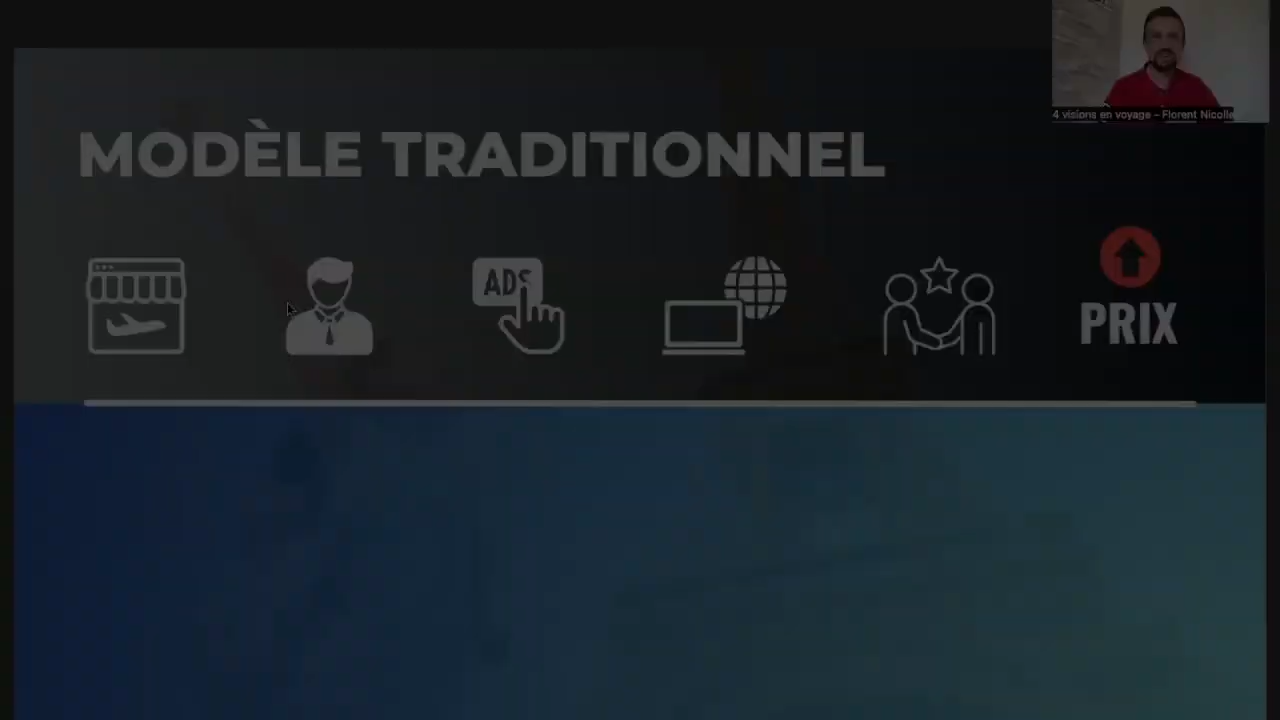 4 visions en voyage - Florent Nicolle
MODÈLE TRADITIONNEL
ADS
PRIX